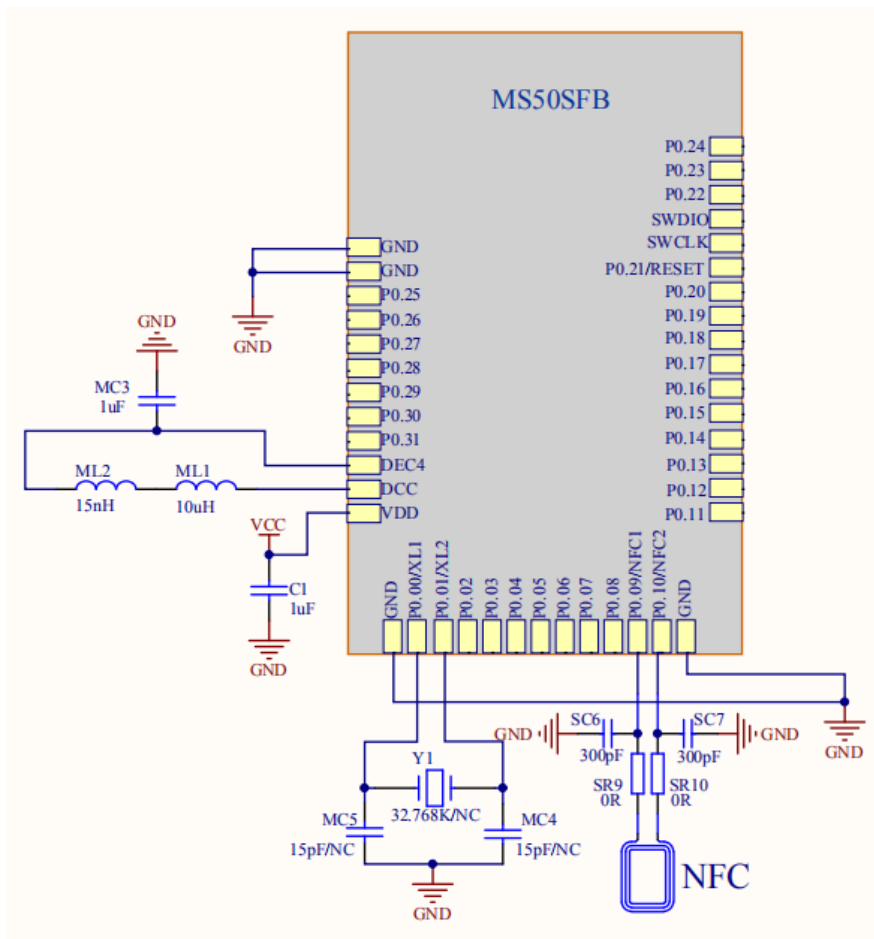 MS50SFB
P0.24
P0.23
P0.22
SWDIO
SWCLK
P0.21/RESET
P0.20
P0.19
P0.18
P0.17
P0.16
P0.15
P0.14
P0.13
P0.12
P0.11
GND
GND
P0.25
P0.26
P0.27
P0.28
P0.29
P0.30
P0.31
DEC4
DCC
VDD
GND
GND
MC3
1uF
ML2
15nH
ML1
10uH
VCC
C1
1uF
GND
GND
P0.00/XL1
P0.01/XL2
P0.02
P0.03
P0.04
P0.05
P0.06
P0.07
P0.08
P0.09/NFC1
P0.10/NFC2
GND
GND
SC6
300pF
SC7
300pF
GND
GND
SR9
0R
SR10
0R
Y1
32.768K/NC
MC5
15pF/NC
MC4
15pF/NC
GND
NFC